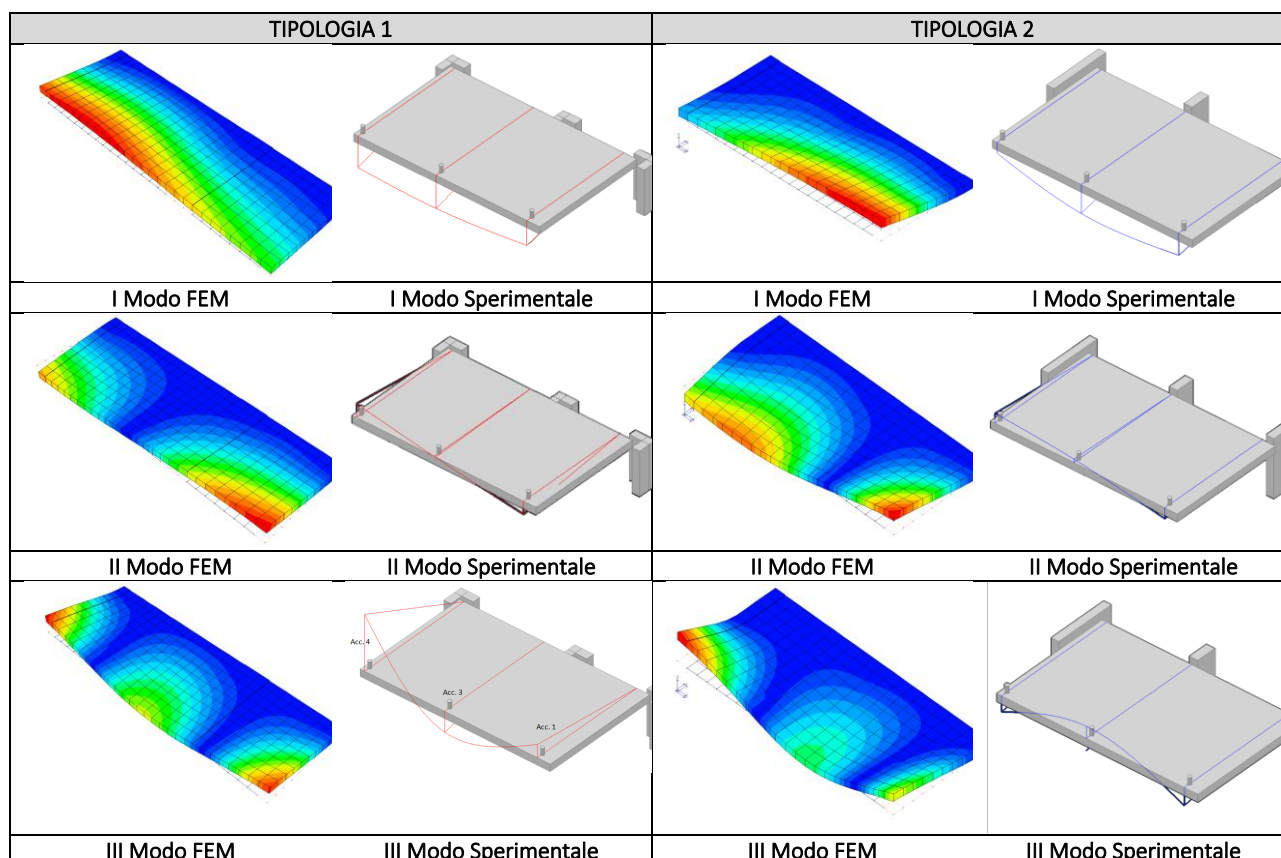 TIPOLOGIA 1
TIPOLOGIA 2
I Modo FEM
I Modo Sperimentale
I Modo FEM
I Modo Sperimentale
II Modo FEM
II Modo Sperimentale
II Modo FEM
II Modo Sperimentale
Acc. 4
Acc. 3
Acc. 1
III Modo FEM
III Modo Sperimentale
III Modo FEM
III Modo Sperimentale